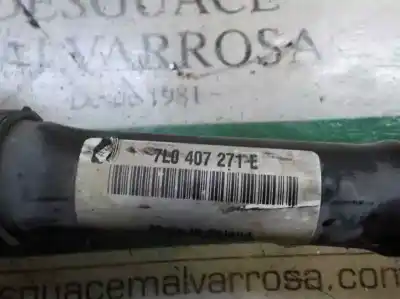 DESGUACE
MALVARROSA
Desde 1981
7L0 407 271 E
desguacemalvarrosa.com